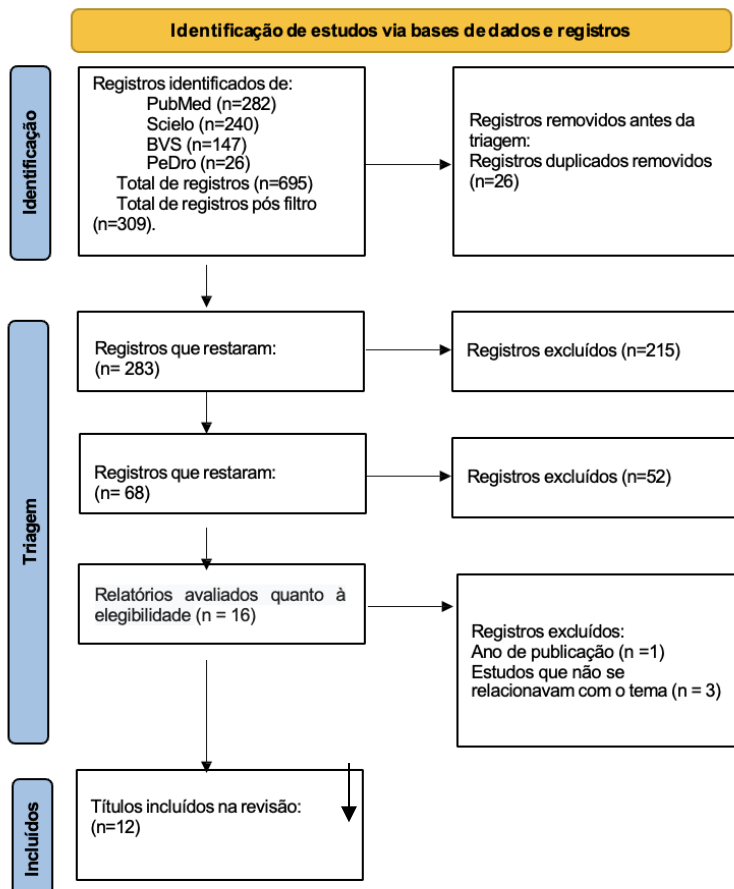 Identificação de estudos via bases de dados e registros
Identificação
Registros identificados de:
PubMed (n=282)
Scielo (n=240)
BVS (n=147)
PeDro (n=26)
Total de registros (n=695)
Total de registros pós filtro
(n=309).
Registros removidos antes da
triagem:
Registros duplicados removidos
(n=26)
Triagem
Registros que restaram:
(n= 283)
Registros excluídos (n=215)
Registros que restaram:
(n= 68)
Registros excluídos (n=52)
Relatórios avaliados quanto à
elegibilidade (n = 16)
Registros excluídos:
Ano de publicação (n =1)
Estudos que não se
relacionavam com o tema (n = 3)
Incluídos
Títulos incluídos na revisão:
(n=12)